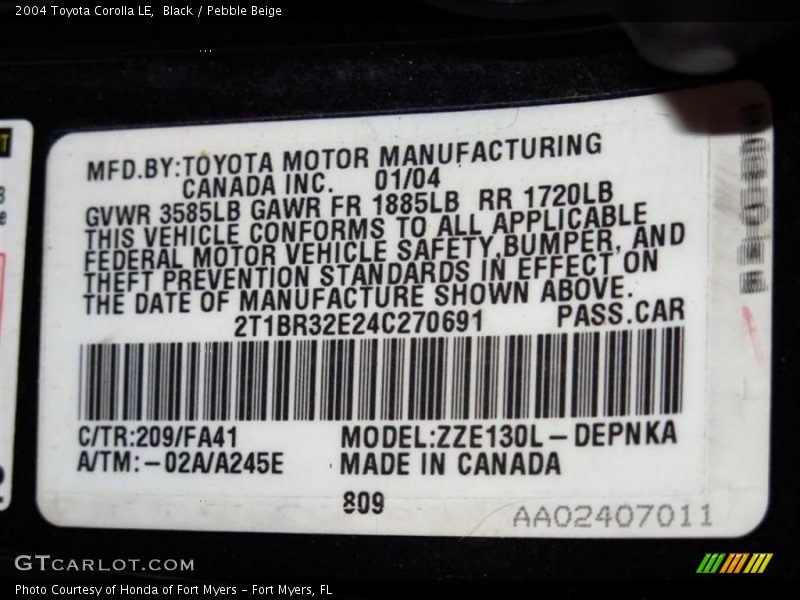 2004 Toyota Corolla LE, Black / Pebble Beige
MFD.BY:TOYOTA MOTOR MANUFACTURING
CANADA INC. 01/04
GVWR 3585LB GAWR FR 1885LB RR 1720LB
THIS VEHICLE CONFORMS TO ALL APPLICABLE
FEDERAL MOTOR VEHICLE SAFETY,BUMPER, AND
THEFT PREVENTION STANDARDS IN EFFECT ON
THE DATE OF MANUFACTURE SHOWN ABOVE.
2T1BR32E24C270691 PASS.CAR
C/TR:209/FA41 MODEL:ZZE130L-DEPNKA
A/TM:-02A/A245E MADE IN CANADA
809
AA02407011
GTCARLOT.COM
Photo Courtesy of Honda of Fort Myers - Fort Myers, FL